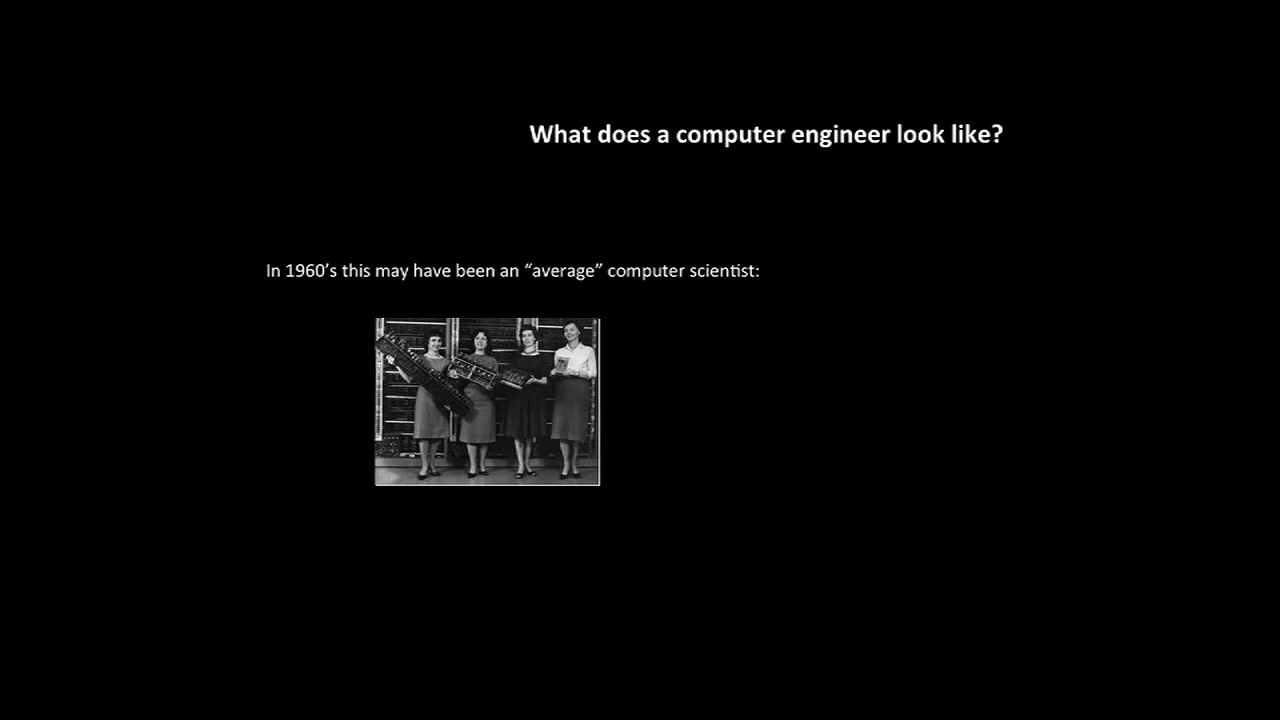 What does a computer engineer look like?
In 1960’s this may have been an “average” computer scientist: